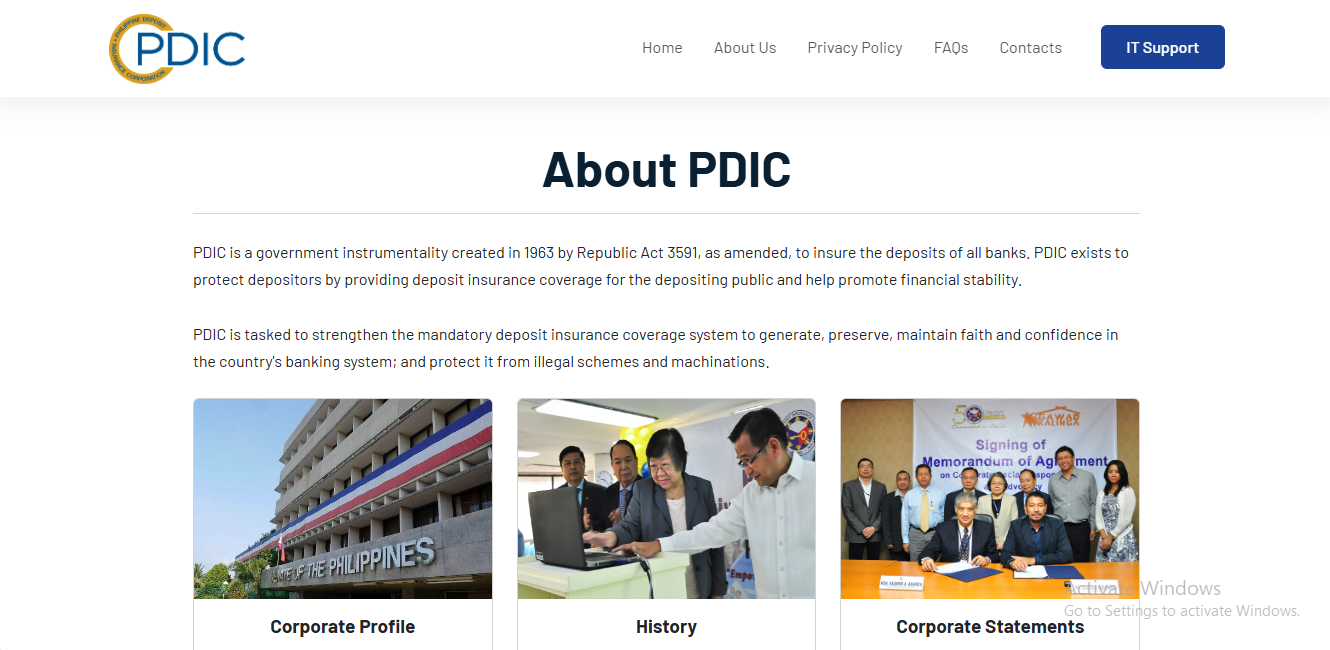 PHILIPPINE DEPOSIT INSURANCE CORPORATION
PDIC
Home
About Us
Privacy Policy
FAQs
Contacts
IT Support
About PDIC
PDIC is a government instrumentality created in 1963 by Republic Act 3591, as amended, to insure the deposits of all banks. PDIC exists to
protect depositors by providing deposit insurance coverage for the depositing public and help promote financial stability.
PDIC is tasked to strengthen the mandatory deposit insurance coverage system to generate, preserve, maintain faith and confidence in
the country's banking system; and protect it from illegal schemes and machinations.
OF THE PHILIPPINES
50
GAWAD
KALINGA
Signing of
Memorandum of Agreement
Activate Windows
Go to Settings to activate Windows.
Corporate Profile
History
Corporate Statements